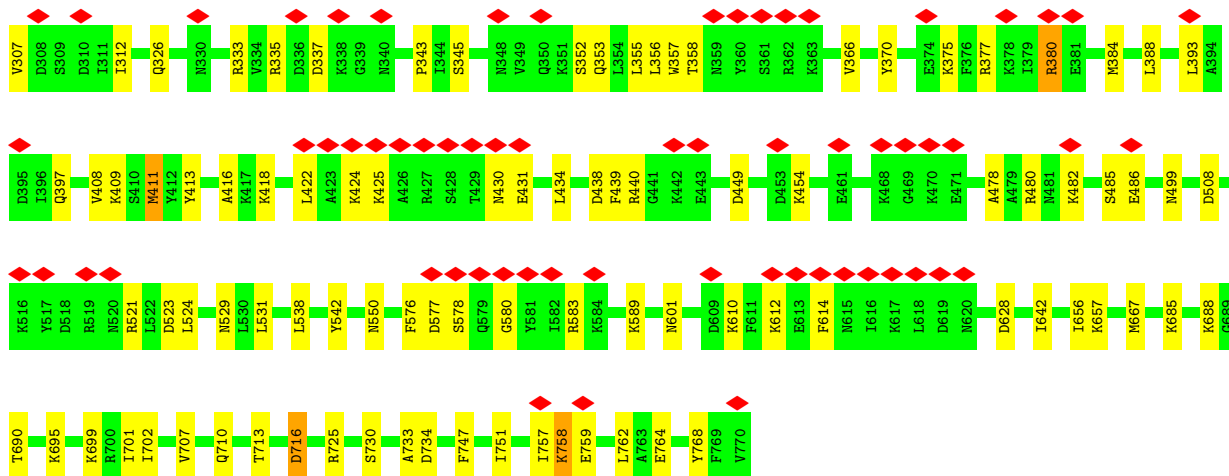 V307 D308 S309 D310 I311 I312 Q326 N330 R333 V334 R335 D336 D337 K338 G339 N340 P343 I344 S345 N348 V349 Q350 K351 S352 Q353 L354 L355 L356 W357 T358 N359 Y360 S361 R362 K363 V366 Y370 E374 K375 F376 R377 K378 I379 R380 E381 M384 L388 L393 A394
D395 I396 Q397 V408 K409 S410 M411 Y412 Y413 A416 K417 K418 L422 A423 K424 K425 A426 R427 S428 T429 N430 E431 L434 D438 F439 R440 G441 K442 E443 D449 D453 K454 E461 K468 G469 K470 E471 A478 A479 R480 N481 K482 S485 E486 N499 D508
K516 Y517 D518 R519 N520 R521 L522 D523 L524 N529 L530 L531 L538 Y542 N550 F576 D577 S578 Q579 G580 Y581 I582 R583 K584 K589 N601 D609 K610 F611 K612 E613 F614 N615 I616 K617 L618 D619 N620 D628 I642 I656 K657 M667 K685 K688 G689
T690 K695 K699 R700 I701 I702 V707 Q710 T713 D716 R725 S730 A733 D734 F747 I751 I757 K758 E759 L762 A763 E764 Y768 F769 V770